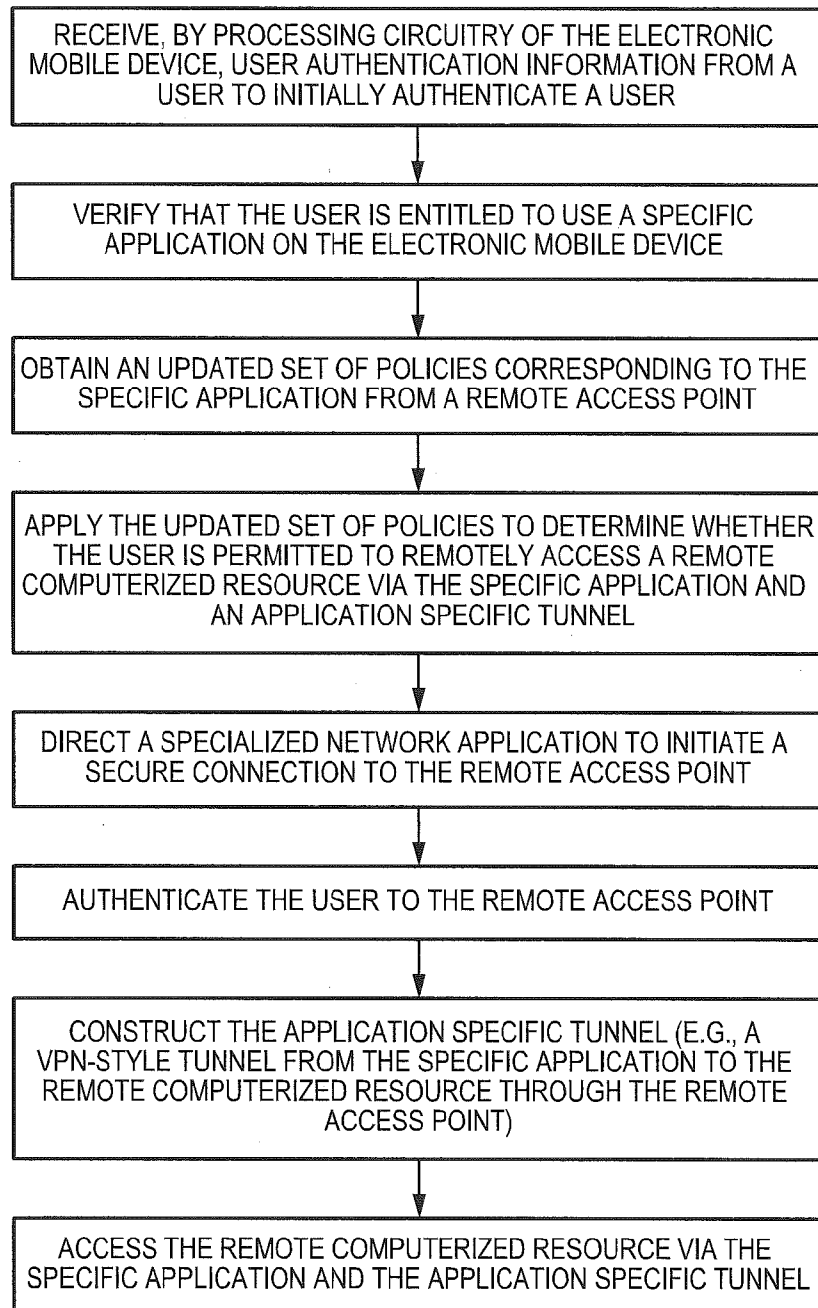 RECEIVE, BY PROCESSING CIRCUITRY OF THE ELECTRONIC
MOBILE DEVICE, USER AUTHENTICATION INFORMATION FROM A
USER TO INITIALLY AUTHENTICATE A USER
VERIFY THAT THE USER IS ENTITLED TO USE A SPECIFIC
APPLICATION ON THE ELECTRONIC MOBILE DEVICE
OBTAIN AN UPDATED SET OF POLICIES CORRESPONDING TO THE
SPECIFIC APPLICATION FROM A REMOTE ACCESS POINT
APPLY THE UPDATED SET OF POLICIES TO DETERMINE WHETHER
THE USER IS PERMITTED TO REMOTELY ACCESS A REMOTE
COMPUTERIZED RESOURCE VIA THE SPECIFIC APPLICATION AND
AN APPLICATION SPECIFIC TUNNEL
DIRECT A SPECIALIZED NETWORK APPLICATION TO INITIATE A
SECURE CONNECTION TO THE REMOTE ACCESS POINT
AUTHENTICATE THE USER TO THE REMOTE ACCESS POINT
CONSTRUCT THE APPLICATION SPECIFIC TUNNEL (E.G., A
VPN-STYLE TUNNEL FROM THE SPECIFIC APPLICATION TO THE
REMOTE COMPUTERIZED RESOURCE THROUGH THE REMOTE
ACCESS POINT)
ACCESS THE REMOTE COMPUTERIZED RESOURCE VIA THE
SPECIFIC APPLICATION AND THE APPLICATION SPECIFIC TUNNEL